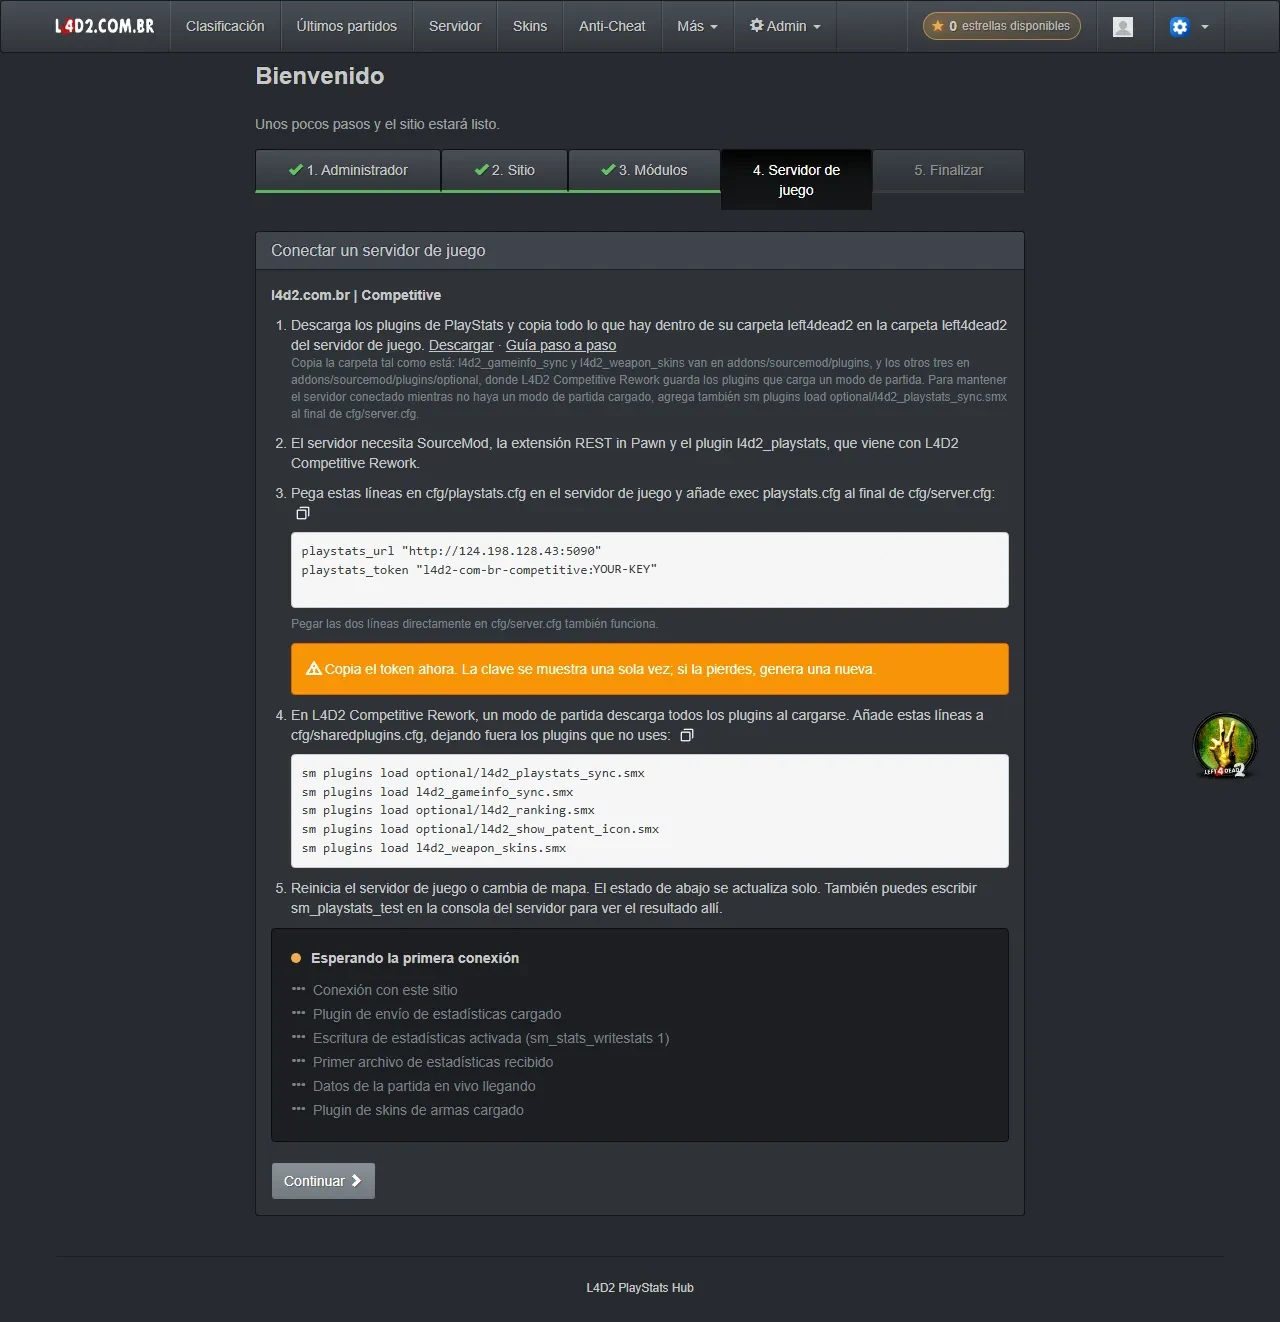 L4D2.COM.BR
Clasificación
Últimos partidos
Servidor
Skins
Anti-Cheat
Más
Admin
0 estrellas disponibles
Bienvenido
Unos pocos pasos y el sitio estará listo.
1. Administrador
2. Sitio
3. Módulos
4. Servidor de
juego
5. Finalizar
Conectar un servidor de juego
l4d2.com.br | Competitive
1. Descarga los plugins de PlayStats y copia todo lo que hay dentro de su carpeta left4dead2 en la carpeta left4dead2
del servidor de juego. Descargar · Guía paso a paso
Copia la carpeta tal como está: l4d2_gameinfo_sync y l4d2_weapon_skins van en addons/sourcemod/plugins, y los otros tres en
addons/sourcemod/plugins/optional, donde L4D2 Competitive Rework guarda los plugins que carga un modo de partida. Para mantener
el servidor conectado mientras no haya un modo de partida cargado, agrega también sm plugins load optional/l4d2_playstats_sync.smx
al final de cfg/server.cfg.
2. El servidor necesita SourceMod, la extensión REST in Pawn y el plugin l4d2_playstats, que viene con L4D2
Competitive Rework.
3. Pega estas líneas en cfg/playstats.cfg en el servidor de juego y añade exec playstats.cfg al final de cfg/server.cfg:
playstats_url "http://124.198.128.43:5090"
playstats_token "l4d2-com-br-competitive:YOUR-KEY"
Pegar las dos líneas directamente en cfg/server.cfg también funciona.
Copia el token ahora. La clave se muestra una sola vez; si la pierdes, genera una nueva.
4. En L4D2 Competitive Rework, un modo de partida descarga todos los plugins al cargarse. Añade estas líneas a
cfg/sharedplugins.cfg, dejando fuera los plugins que no uses:
sm plugins load optional/l4d2_playstats_sync.smx
sm plugins load l4d2_gameinfo_sync.smx
sm plugins load optional/l4d2_ranking.smx
sm plugins load optional/l4d2_show_patent_icon.smx
sm plugins load l4d2_weapon_skins.smx
LEFT 4 DEAD 2
5. Reinicia el servidor de juego o cambia de mapa. El estado de abajo se actualiza solo. También puedes escribir
sm_playstats_test en la consola del servidor para ver el resultado allí.
Esperando la primera conexión
Conexión con este sitio
Plugin de envío de estadísticas cargado
Escritura de estadísticas activada (sm_stats_writestats 1)
Primer archivo de estadísticas recibido
Datos de la partida en vivo llegando
Plugin de skins de armas cargado
Continuar
L4D2 PlayStats Hub